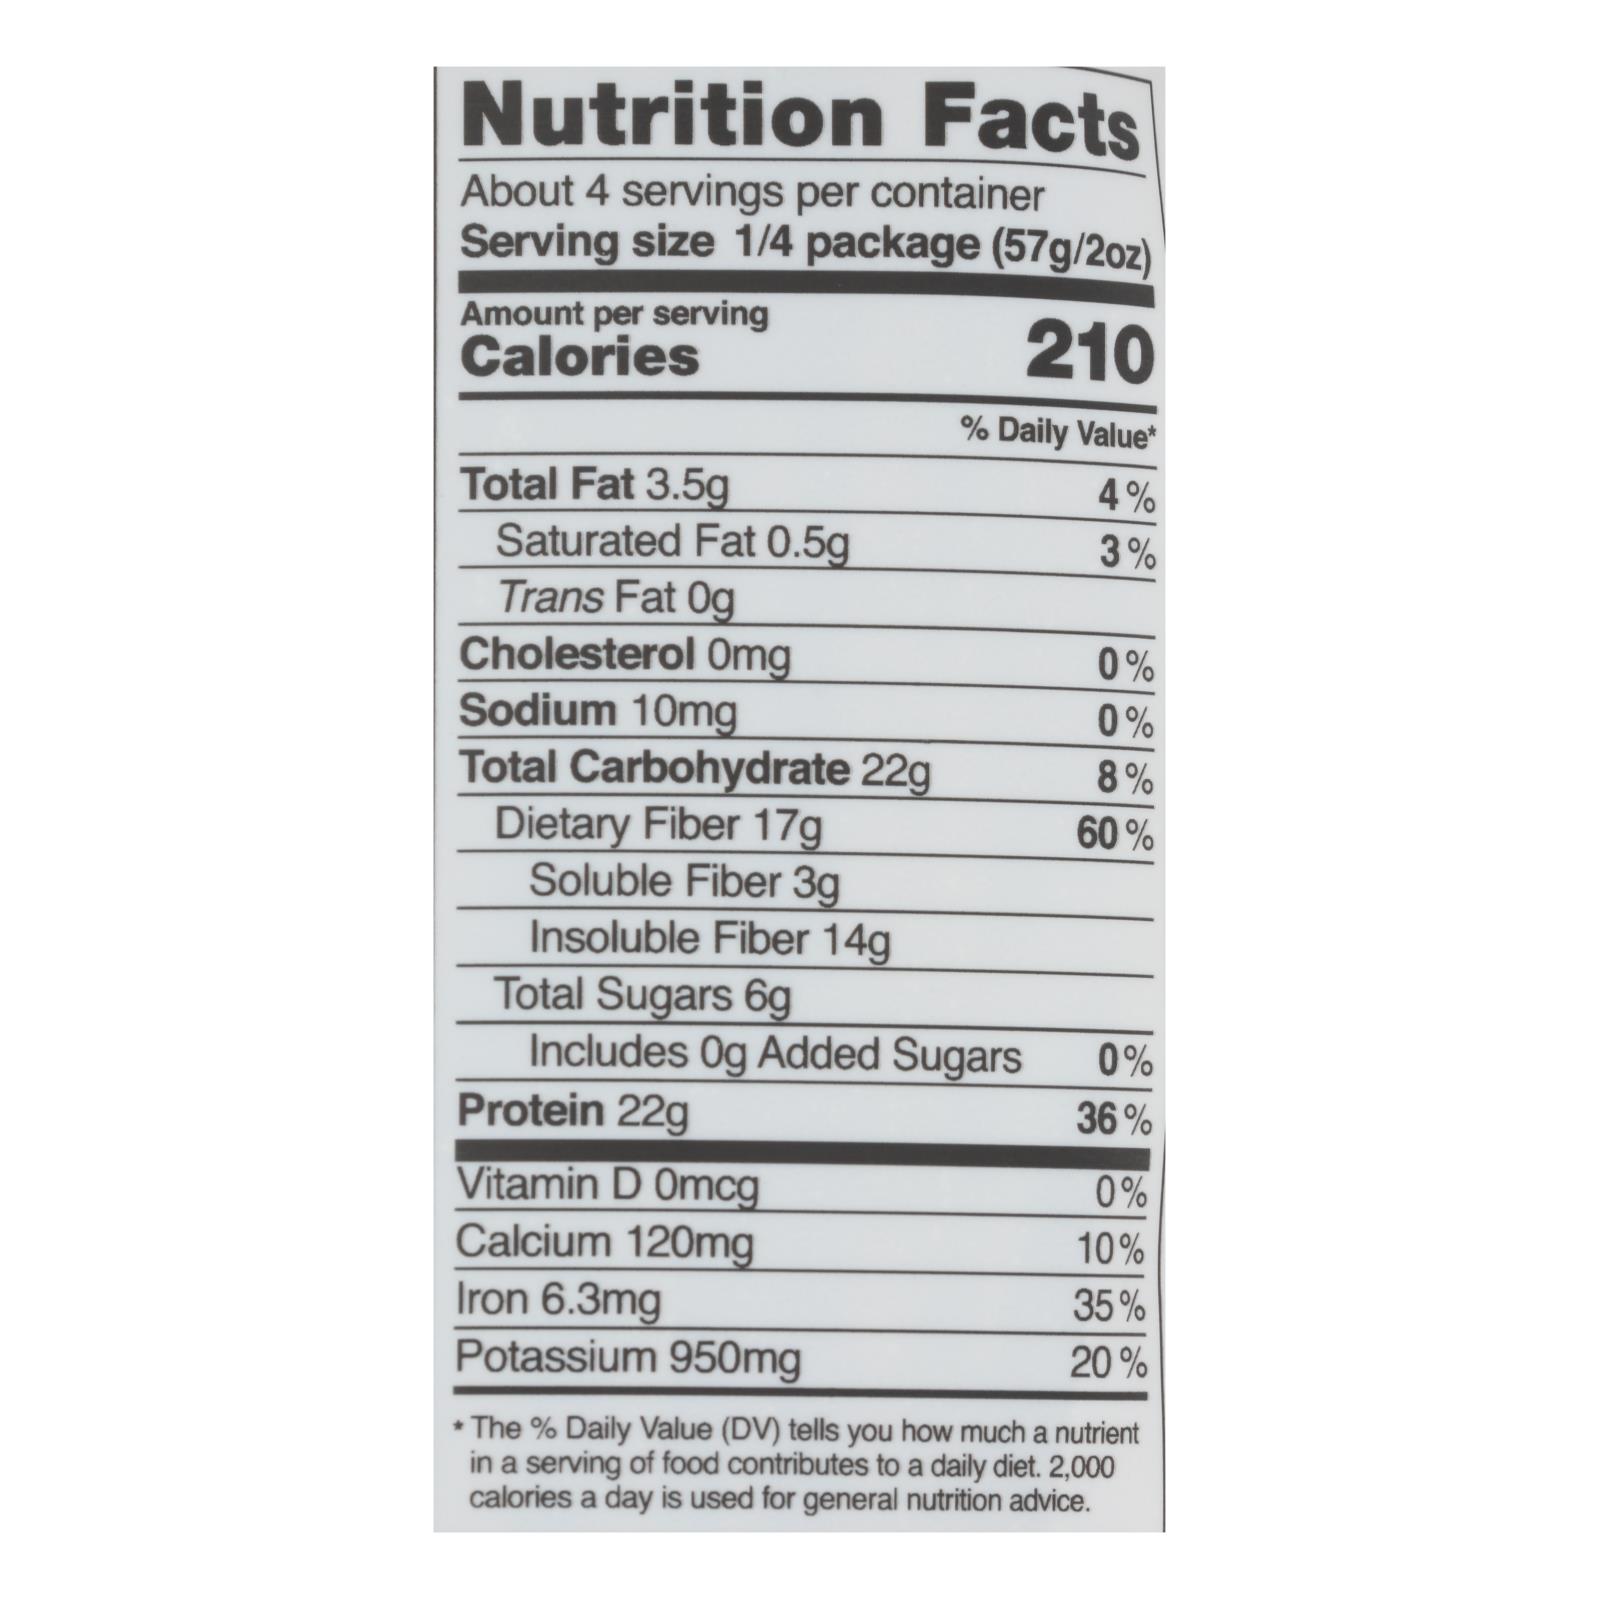 Nutrition Facts
About 4 servings per container
Serving size 1/4 package (57g/2oz)
Amount per serving
Calories 210
% Daily Value*
Total Fat 3.5g 4%
Saturated Fat 0.5g 3%
Trans Fat 0g
Cholesterol 0mg 0%
Sodium 10mg 0%
Total Carbohydrate 22g 8%
Dietary Fiber 17g 60%
Soluble Fiber 3g
Insoluble Fiber 14g
Total Sugars 6g
Includes 0g Added Sugars 0%
Protein 22g 36%
Vitamin D 0mcg 0%
Calcium 120mg 10%
Iron 6.3mg 35%
Potassium 950mg 20%
* The % Daily Value (DV) tells you how much a nutrient
in a serving of food contributes to a daily diet. 2,000
calories a day is used for general nutrition advice.